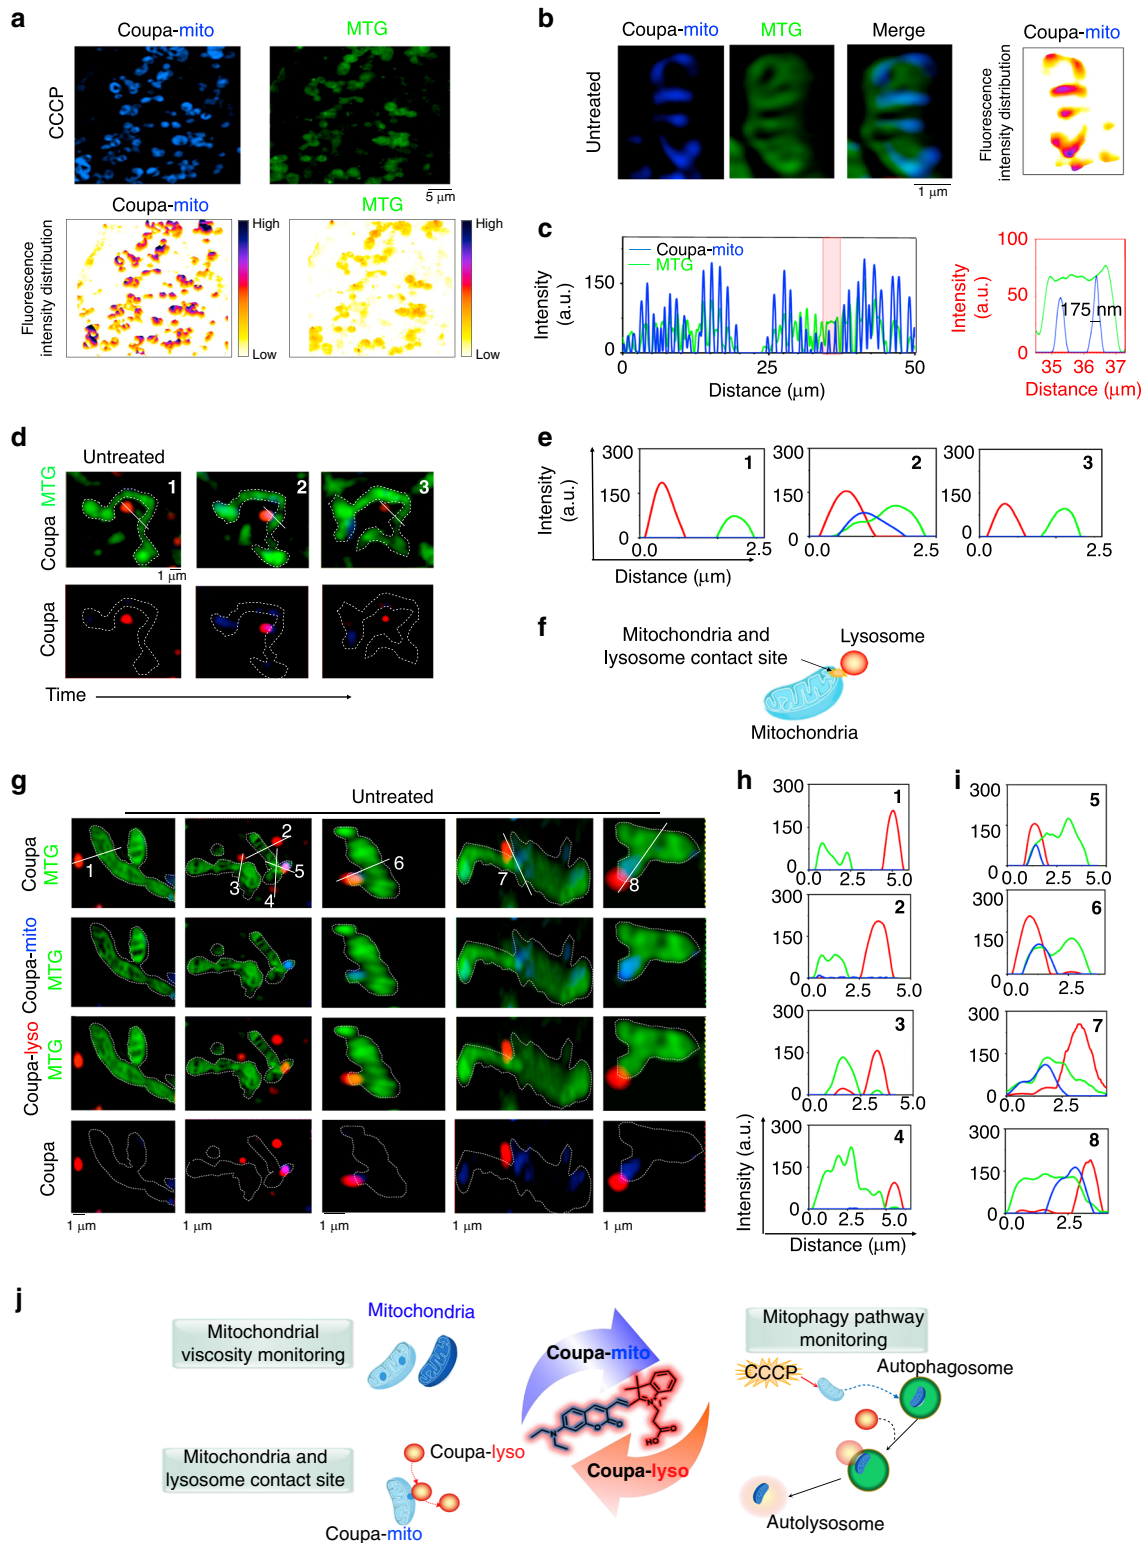 a
Coupa-mito
MTG
CCCP
5 μm
Coupa-mito
MTG
Fluorescence
intensity distribution
High
Low
High
Low
b
Coupa-mito
MTG
Merge
Untreated
1 μm
Coupa-mito
Fluorescence
intensity distribution
c
Coupa-mito
MTG
Intensity
(a.u.)
150
0
0
25
50
Distance (μm)
Intensity
(a.u.)
100
50
0
175 nm
35
36
37
Distance (μm)
d
Untreated
Coupa MTG
1
2
3
1 μm
Coupa
Time
e
Intensity
(a.u.)
300
150
0
1
0.0
2.5
300
150
0
2
0.0
2.5
300
150
0
3
0.0
2.5
Distance (μm)
f
Mitochondria and
lysosome contact site
Lysosome
Mitochondria
g
Untreated
Coupa
MTG
1
2
3
4
5
6
7
8
Coupa-mito
MTG
Coupa-lyso
MTG
Coupa
1 μm
1 μm
1 μm
1 μm
1 μm
h
300
150
0
1
0.0
2.5
5.0
300
150
0
2
0.0
2.5
5.0
300
150
0
3
0.0
2.5
5.0
300
150
0
4
0.0
2.5
5.0
Intensity (a.u.)
Distance (μm)
i
300
150
0
5
0.0
2.5
300
150
0
6
0.0
2.5
300
150
0
7
0.0
2.5
300
150
0
8
0.0
2.5
j
Mitochondrial
viscosity monitoring
Mitochondria
Mitochondria and
lysosome contact site
Coupa-lyso
Coupa-mito
Coupa-mito
N
O
O
N+
I-
O
HO
Coupa-lyso
Mitophagy pathway
monitoring
CCCP
Autophagosome
Autolysosome